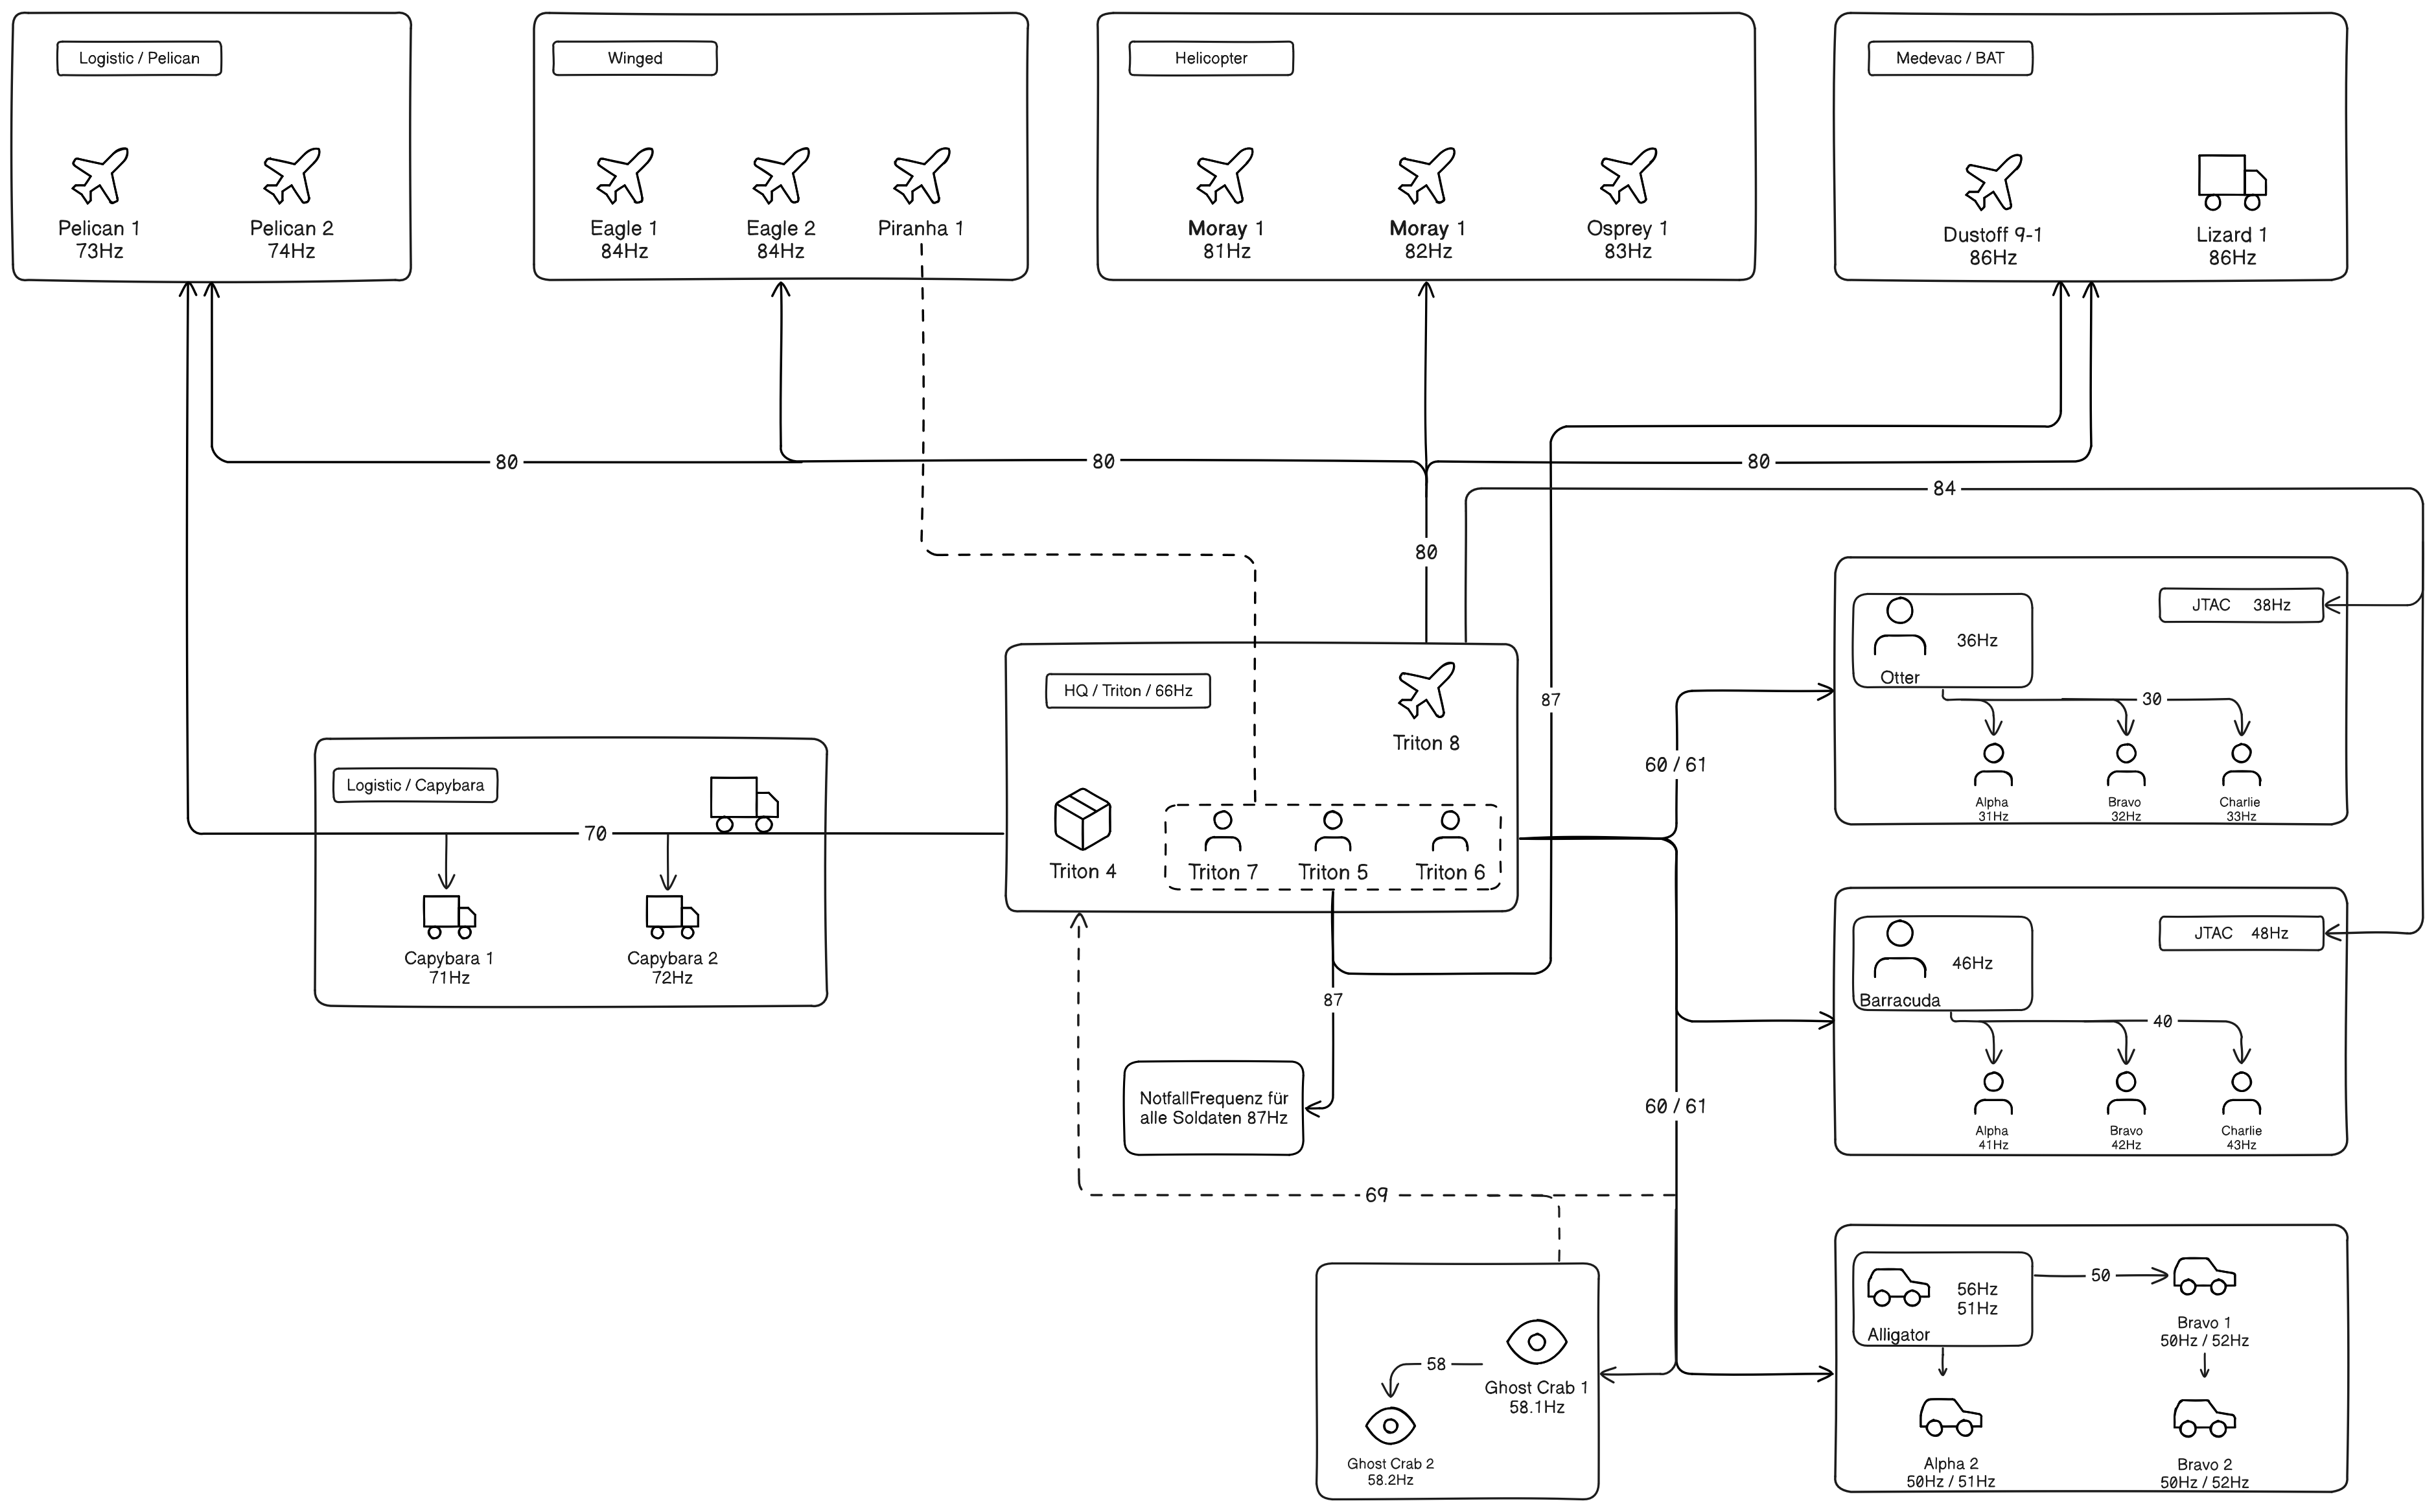 Logistic / Pelican
Pelican 1
73Hz
Pelican 2
74Hz
Winged
Eagle 1
84Hz
Eagle 2
84Hz
Piranha 1
Helicopter
Moray 1
81Hz
Moray 1
82Hz
Osprey 1
83Hz
Medevac / BAT
Dustoff 9-1
86Hz
Lizard 1
86Hz
80
80
80
84
80
87
HQ / Triton / 66Hz
Triton 8
Triton 4
Triton 7
Triton 5
Triton 6
Logistic / Capybara
70
Capybara 1
71Hz
Capybara 2
72Hz
60 / 61
36Hz
Otter
JTAC 38Hz
30
Alpha
31Hz
Bravo
32Hz
Charlie
33Hz
46Hz
Barracuda
JTAC 48Hz
40
Alpha
41Hz
Bravo
42Hz
Charlie
43Hz
87
NotfallFrequenz für
alle Soldaten 87Hz
60 / 61
69
58
Ghost Crab 1
58.1Hz
Ghost Crab 2
58.2Hz
56Hz
51Hz
Alligator
50
Bravo 1
50Hz / 52Hz
Alpha 2
50Hz / 51Hz
Bravo 2
50Hz / 52Hz